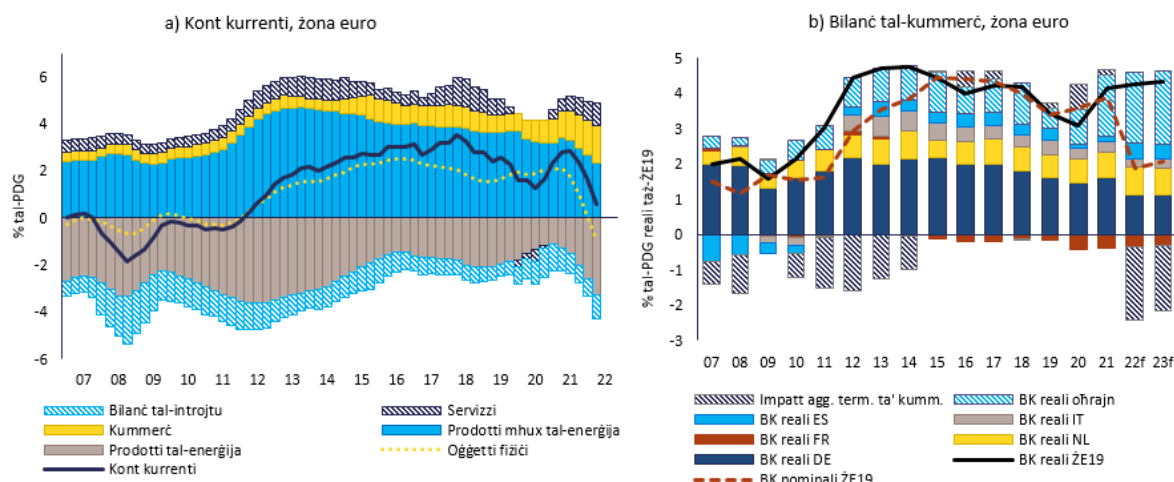 a) Kont kurrenti, żona euro
% tal-PDG
6
4
2
0
-2
-4
-6
07 08 09 10 11 12 13 14 15 16 17 18 19 20 21 22
Bilanċ tal-introjtu
Servizzi
Kummerċ
Prodotti mhux tal-enerġija
Prodotti tal-enerġija
Oġġetti fiżiċi
Kont kurrenti
b) Bilanċ tal-kummerċ, żona euro
% tal-PDG reali taż-ŻE19
5
4
3
2
1
0
-1
-2
-3
07 08 09 10 11 12 13 14 15 16 17 18 19 20 21 22f 23f
Impatt agg. term. ta' kumm.
BK reali oħrajn
BK reali ES
BK reali IT
BK reali FR
BK reali NL
BK reali DE
BK reali ŻE19
BK nominali ŻE19